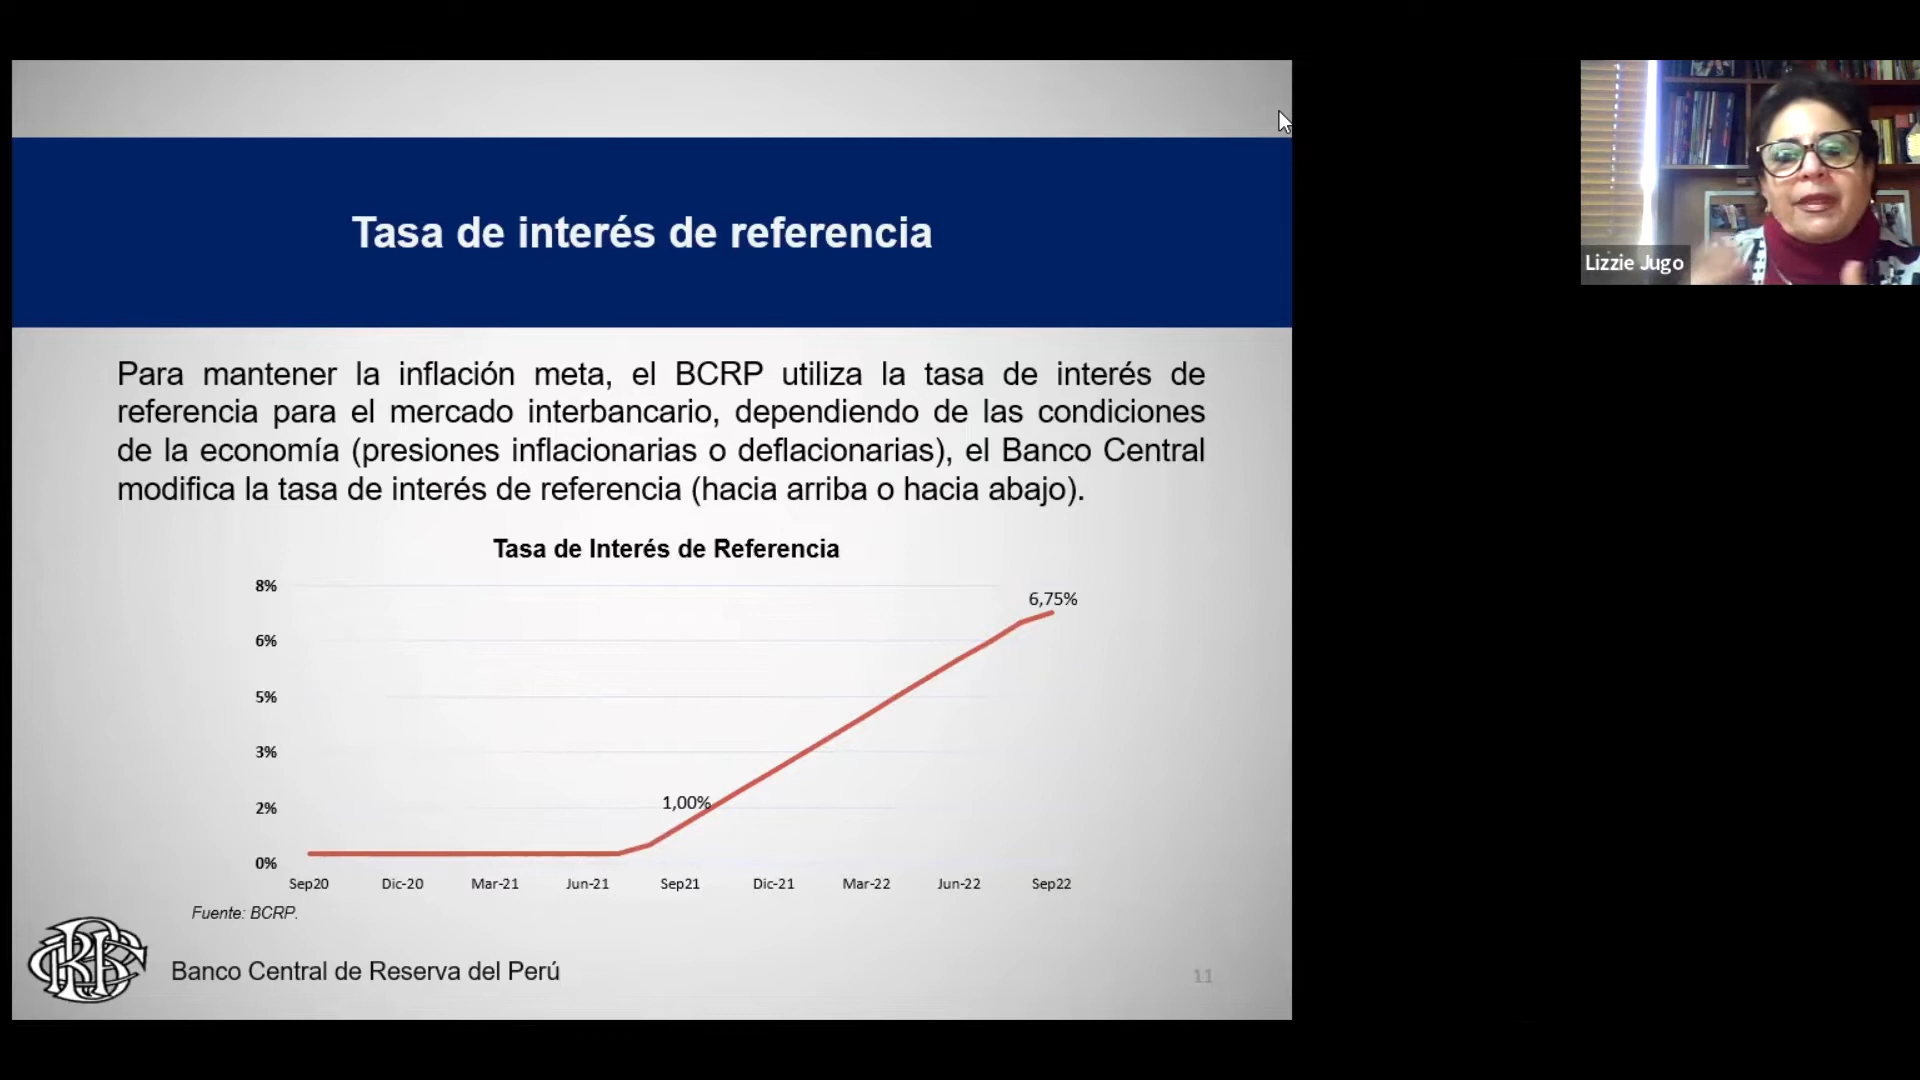 Tasa de interés de referencia
Lizzie Jugo
Para mantener la inflación meta, el BCRP utiliza la tasa de interés de
referencia para el mercado interbancario, dependiendo de las condiciones
de la economía (presiones inflacionarias o deflacionarias), el Banco Central
modifica la tasa de interés de referencia (hacia arriba o hacia abajo).
Tasa de Interés de Referencia
8%
6%
5%
3%
2%
0%
6,75%
1,00%
Sep20 Dic-20 Mar-21 Jun-21 Sep21 Dic-21 Mar-22 Jun-22 Sep22
Fuente: BCRP.
Banco Central de Reserva del Perú
11